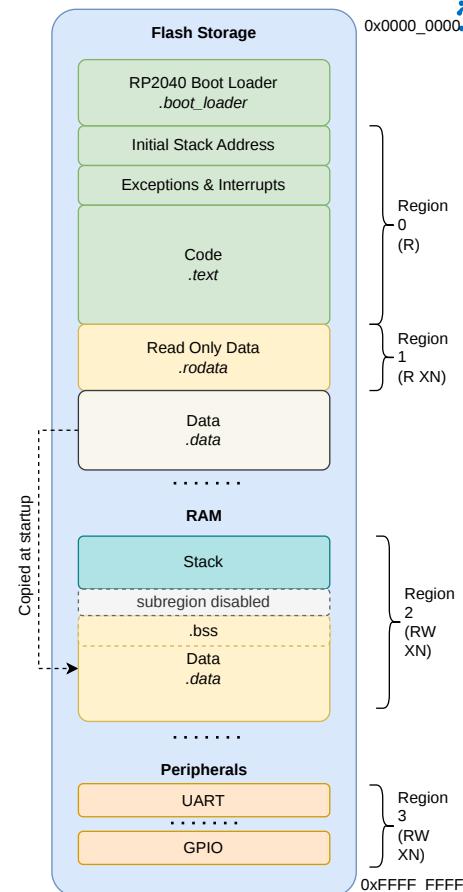 Flash Storage
0x0000_0000
RP2040 Boot Loader
.boot_loader
Initial Stack Address
Exceptions & Interrupts
Code
.text
Region
0
(R)
Read Only Data
.rodata
Region
1
(R XN)
Data
.data
.......
Copied at startup
RAM
Stack
subregion disabled
.bss
Data
.data
Region
2
(RW
XN)
.......
Peripherals
UART
.......
GPIO
Region
3
(RW
XN)
0xFFFF_FFFF